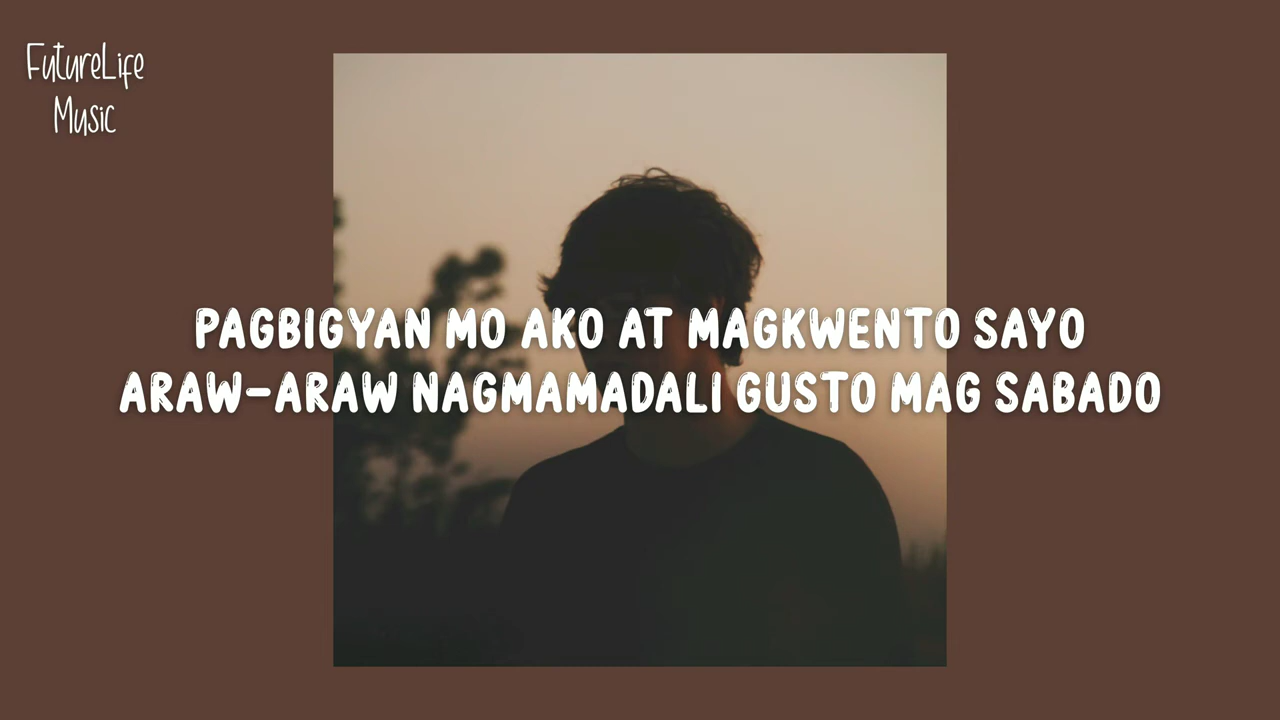 FutureLife
Music
PAGBIGYAN MO AKO AT MAGKWENTO SAYO
ARAW-ARAW NAGMAMADALI GUSTO MAG SABADO